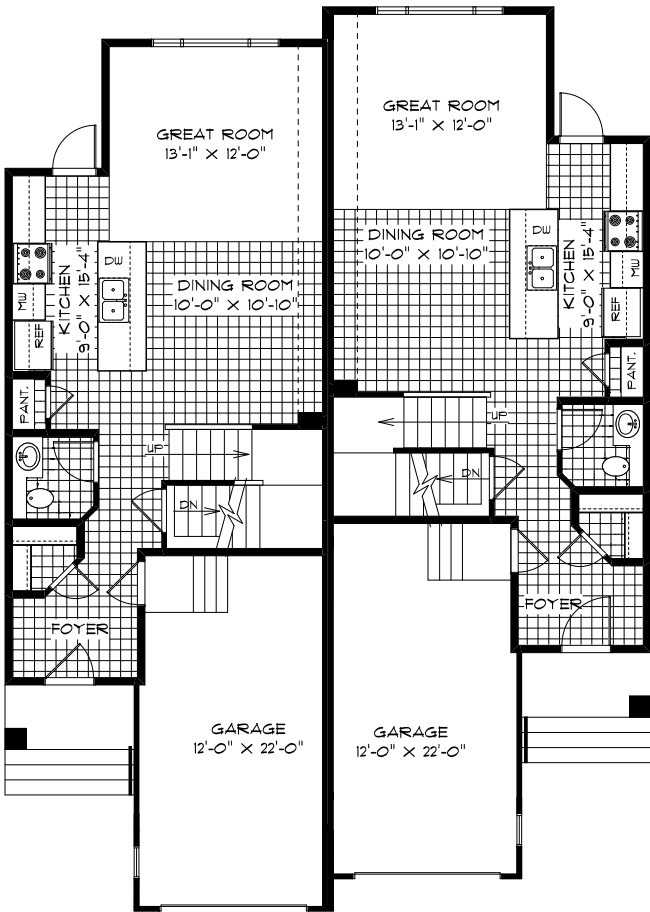 GREAT ROOM
13'-1" X 12'-0"
GREAT ROOM
13'-1" X 12'-0"
DINING ROOM
10'-0" X 10'-10"
DW
KITCHEN
9'-0" X 15'-4"
MW
REF
PANT.
DW
KITCHEN
9'-0" X 15'-4"
MW
REF
DINING ROOM
10'-0" X 10'-10"
PANT.
UP
DN
UP
DN
FOYER
FOYER
GARAGE
12'-0" X 22'-0"
GARAGE
12'-0" X 22'-0"